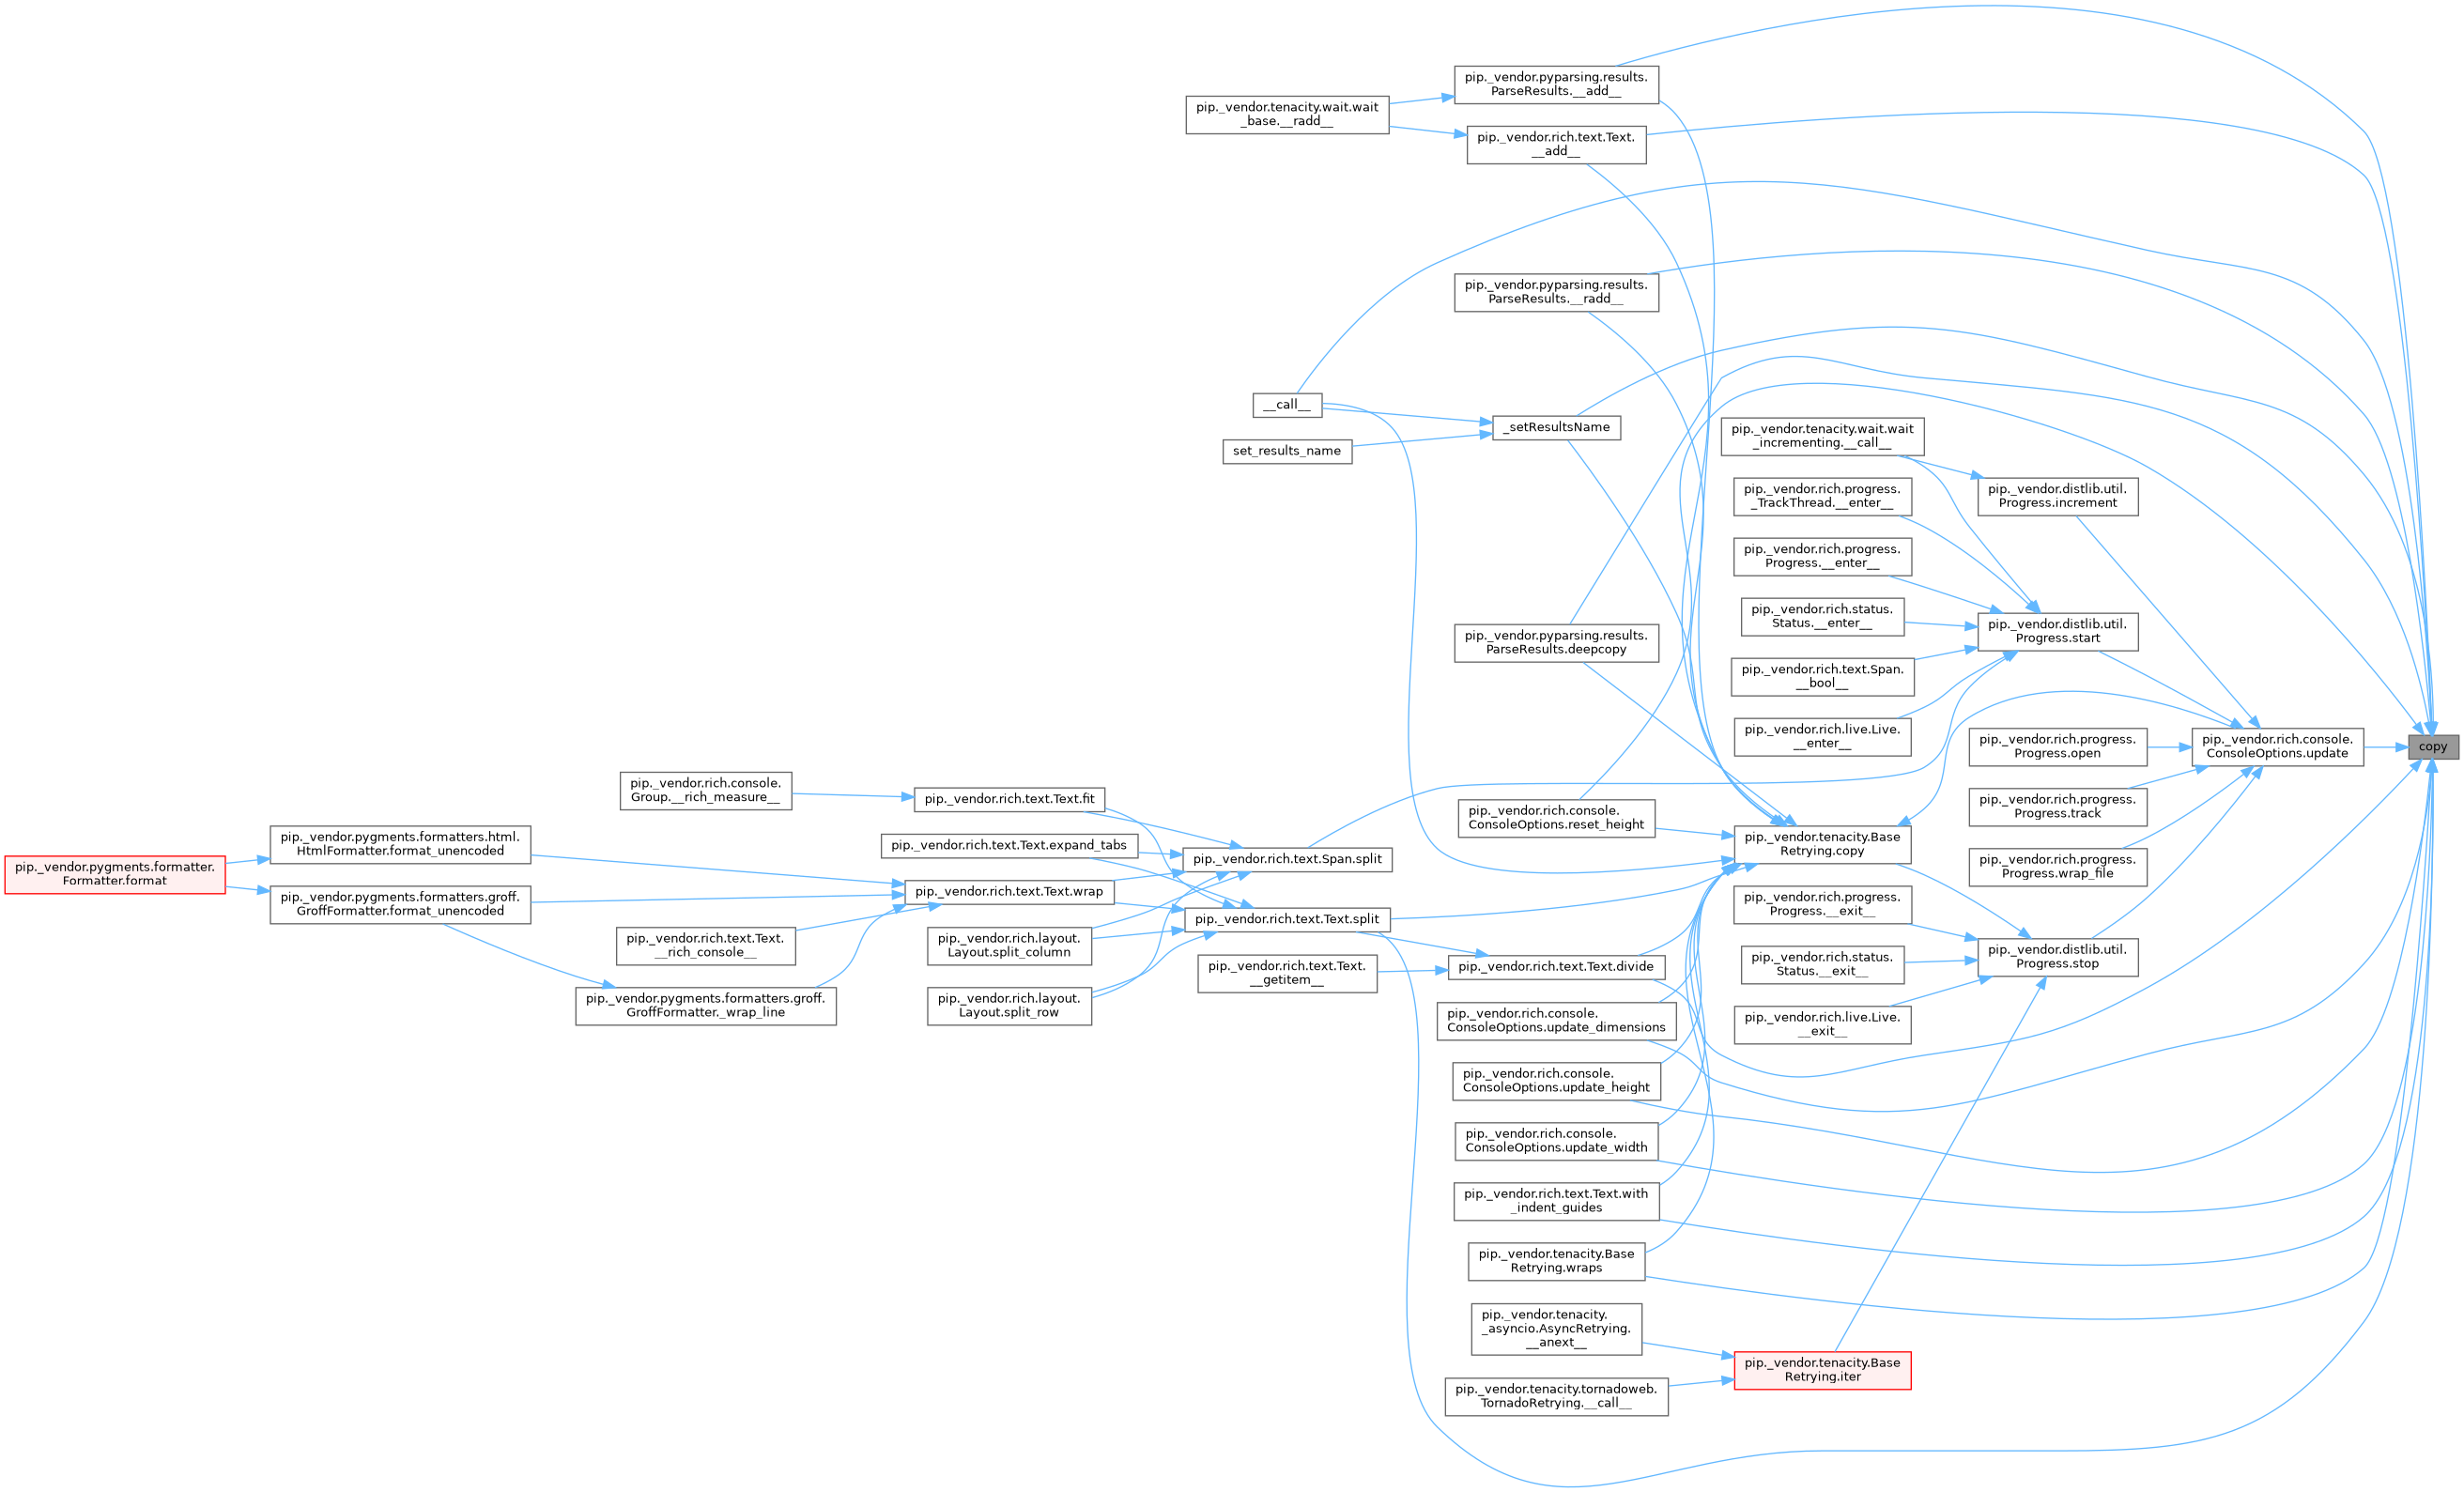 pip._vendor.pyparsing.results.
ParseResults.__add__
pip._vendor.tenacity.wait.wait
_base.__radd__
pip._vendor.rich.text.Text.
__add__
pip._vendor.pyparsing.results.
ParseResults.__radd__
__call__
_setResultsName
set_results_name
pip._vendor.tenacity.wait.wait
_incrementing.__call__
pip._vendor.rich.progress.
_TrackThread.__enter__
pip._vendor.distlib.util.
Progress.increment
pip._vendor.rich.progress.
Progress.__enter__
pip._vendor.rich.status.
Status.__enter__
pip._vendor.distlib.util.
Progress.start
pip._vendor.pyparsing.results.
ParseResults.deepcopy
pip._vendor.rich.text.Span.
__bool__
pip._vendor.rich.live.Live.
__enter__
pip._vendor.rich.progress.
Progress.open
pip._vendor.rich.console.
ConsoleOptions.update
copy
pip._vendor.rich.console.
Group.__rich_measure__
pip._vendor.rich.text.Text.fit
pip._vendor.rich.console.
ConsoleOptions.reset_height
pip._vendor.rich.progress.
Progress.track
pip._vendor.pygments.formatters.html.
HtmlFormatter.format_unencoded
pip._vendor.rich.text.Text.expand_tabs
pip._vendor.rich.text.Span.split
pip._vendor.tenacity.Base
Retrying.copy
pip._vendor.rich.progress.
Progress.wrap_file
pip._vendor.pygments.formatter.
Formatter.format
pip._vendor.pygments.formatters.groff.
GroffFormatter.format_unencoded
pip._vendor.rich.text.Text.wrap
pip._vendor.rich.text.Text.split
pip._vendor.rich.progress.
Progress.__exit__
pip._vendor.rich.text.Text.
__rich_console__
pip._vendor.rich.layout.
Layout.split_column
pip._vendor.rich.text.Text.
__getitem__
pip._vendor.rich.text.Text.divide
pip._vendor.rich.status.
Status.__exit__
pip._vendor.distlib.util.
Progress.stop
pip._vendor.pygments.formatters.groff.
GroffFormatter._wrap_line
pip._vendor.rich.layout.
Layout.split_row
pip._vendor.rich.console.
ConsoleOptions.update_dimensions
pip._vendor.rich.live.Live.
__exit__
pip._vendor.rich.console.
ConsoleOptions.update_height
pip._vendor.rich.console.
ConsoleOptions.update_width
pip._vendor.rich.text.Text.with
_indent_guides
pip._vendor.tenacity.Base
Retrying.wraps
pip._vendor.tenacity.
_asyncio.AsyncRetrying.
__anext__
pip._vendor.tenacity.Base
Retrying.iter
pip._vendor.tenacity.tornadoweb.
TornadoRetrying.__call__